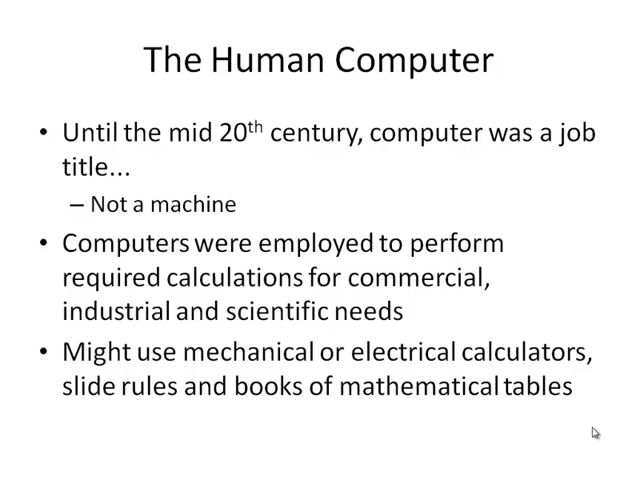 The Human Computer
• Until the mid 20th century, computer was a job
title...
– Not a machine
• Computers were employed to perform
required calculations for commercial,
industrial and scientific needs
• Might use mechanical or electrical calculators,
slide rules and books of mathematical tables